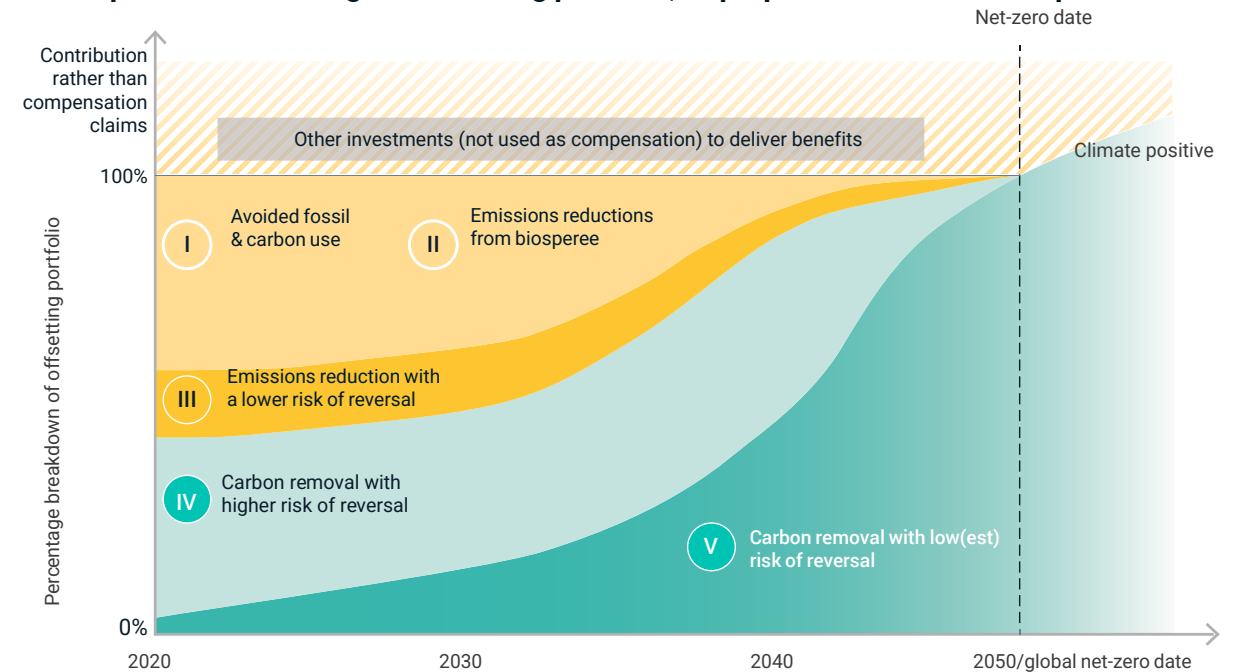 Net-zero date
Contribution
rather than
compensation
claims
Other investments (not used as compensation) to deliver benefits
Climate positive
100%
I
Avoided fossil
& carbon use
II
Emissions reductions
from biosperee
III
Emissions reduction with
a lower risk of reversal
IV
Carbon removal with
higher risk of reversal
V
Carbon removal with low(est)
risk of reversal
Percentage breakdown of offsetting portfolio
0%
2020
2030
2040
2050/global net-zero date